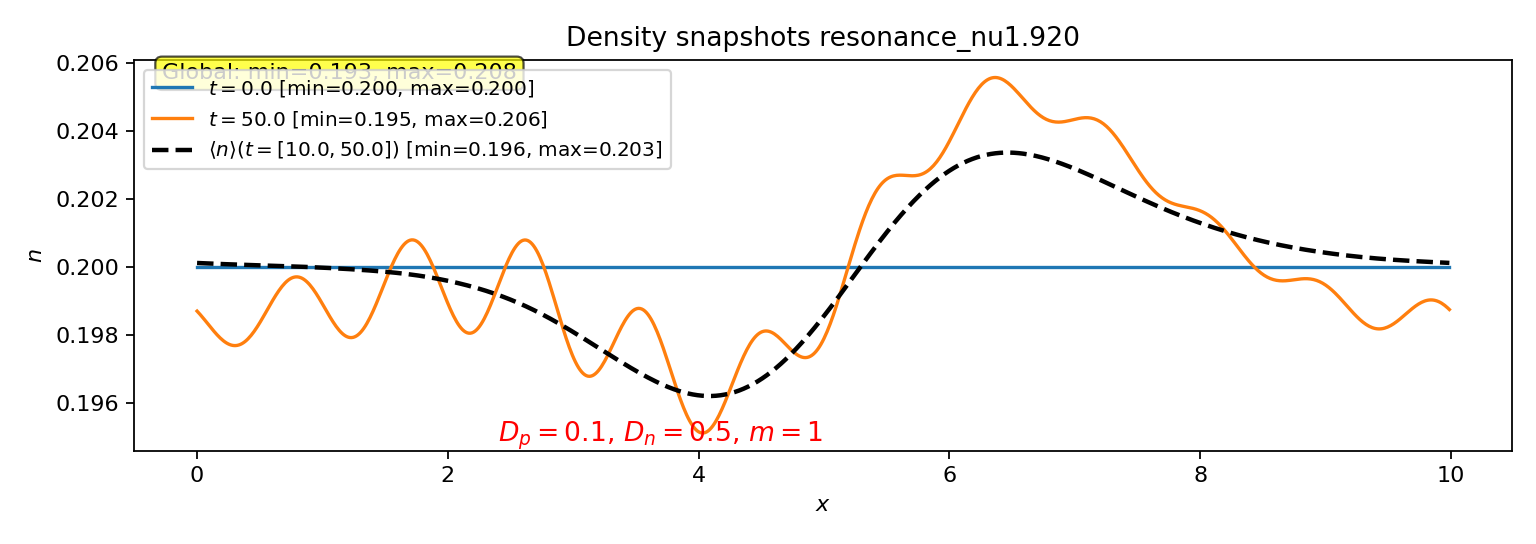 Density snapshots resonance_nu1.920
Global: min=0.193, max=0.208
t = 0.0 [min=0.200, max=0.200]
t = 50.0 [min=0.195, max=0.206]
⟨n⟩(t = [10.0, 50.0]) [min=0.196, max=0.203]
0.206
0.204
0.202
0.200
0.198
0.196
n
D_p = 0.1, D_n = 0.5, m = 1
0 2 4 6 8 10
x